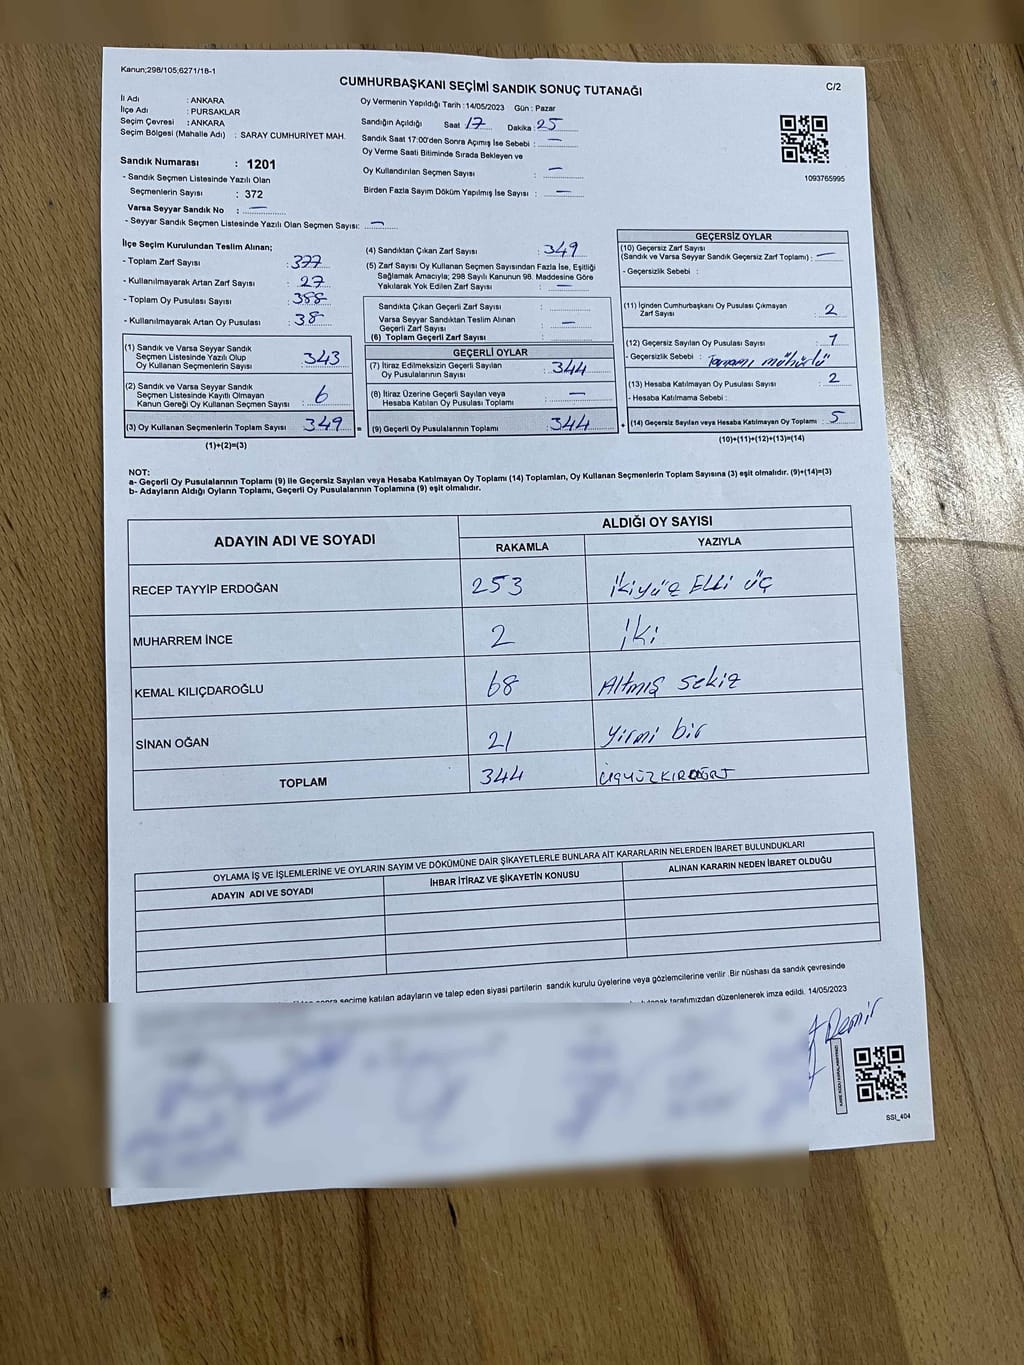 Kanun;298/105;6271/18-1
C/2
CUMHURBAŞKANI SEÇİMİ SANDIK SONUÇ TUTANAĞI
İl Adı : ANKARA
İlçe Adı : PURSAKLAR
Seçim Çevresi : ANKARA
Seçim Bölgesi (Mahalle Adı) : SARAY CUMHURİYET MAH.
Sandık Numarası : 1201
- Sandık Seçmen Listesinde Yazılı Olan
Seçmenlerin Sayısı : 372
Varsa Seyyar Sandık No : —
- Seyyar Sandık Seçmen Listesinde Yazılı Olan Seçmen Sayısı: —
Oy Vermenin Yapıldığı Tarih : 14/05/2023 Gün : Pazar
Sandığın Açıldığı Saat 17 Dakika : 25
Sandık Saat 17:00'den Sonra Açımış İse Sebebi : —
Oy Verme Saati Bitiminde Sırada Bekleyen ve
Oy Kullandırılan Seçmen Sayısı : —
Birden Fazla Sayım Döküm Yapılmış İse Sayısı : —
1093765995
İlçe Seçim Kurulundan Teslim Alınan;
- Toplam Zarf Sayısı : 377
- Kullanılmayarak Artan Zarf Sayısı : 27
- Toplam Oy Pusulası Sayısı : 388
- Kullanılmayarak Artan Oy Pusulası : 38
(1) Sandık ve Varsa Seyyar Sandık
Seçmen Listesinde Yazılı Olup
Oy Kullanan Seçmenlerin Sayısı : 343
(2) Sandık ve Varsa Seyyar Sandık
Seçmen Listesinde Kayıtlı Olmayan
Kanun Gereği Oy Kullanan Seçmen Sayısı : 6
(3) Oy Kullanan Seçmenlerin Toplam Sayısı : 349 =
(1)+(2)=(3)
(4) Sandıktan Çıkan Zarf Sayısı : 349
(5) Zarf Sayısı Oy Kullanan Seçmen Sayısından Fazla İse, Eşitliği
Sağlamak Amacıyla; 298 Sayılı Kanunun 98. Maddesine Göre
Yakılarak Yok Edilen Zarf Sayısı : —
Sandıkta Çıkan Geçerli Zarf Sayısı :
Varsa Seyyar Sandıktan Teslim Alınan
Geçerli Zarf Sayısı : —
(6) Toplam Geçerli Zarf Sayısı :
GEÇERLİ OYLAR
(7) İtiraz Edilmeksizin Geçerli Sayılan
Oy Pusulalarının Sayısı : 344
(8) İtiraz Üzerine Geçerli Sayılan veya
Hesaba Katılan Oy Pusulası Toplamı : —
(9) Geçerli Oy Pusulalarının Toplamı : 344 +
GEÇERSİZ OYLAR
(10) Geçersiz Zarf Sayısı
(Sandık ve Varsa Seyyar Sandık Geçersiz Zarf Toplamı) : —
- Geçersizlik Sebebi :
(11) İçinden Cumhurbaşkanı Oy Pusulası Çıkmayan
Zarf Sayısı : 2
(12) Geçersiz Sayılan Oy Pusulası Sayısı : 1
- Geçersizlik Sebebi : Tamamı mühürlü
(13) Hesaba Katılmayan Oy Pusulası Sayısı : 2
- Hesaba Katılmama Sebebi :
(14) Geçersiz Sayılan veya Hesaba Katılmayan Oy Toplamı : 5
(10)+(11)+(12)+(13)=(14)
NOT:
a- Geçerli Oy Pusulalarının Toplamı (9) ile Geçersiz Sayılan veya Hesaba Katılmayan Oy Toplamı (14) Toplamları, Oy Kullanan Seçmenlerin Toplam Sayısına (3) eşit olmalıdır. (9)+(14)=(3)
b- Adayların Aldığı Oyların Toplamı, Geçerli Oy Pusulalarının Toplamına (9) eşit olmalıdır.
ADAYIN ADI VE SOYADI
ALDIĞI OY SAYISI
RAKAMLA YAZIYLA
RECEP TAYYİP ERDOĞAN 253 İkiyüz Elli üç
MUHARREM İNCE 2 iki
KEMAL KILIÇDAROĞLU 68 Altmış sekiz
SİNAN OĞAN 21 Yirmi bir
TOPLAM 344 ÜÇYÜZKIRDÖRT
OYLAMA İŞ VE İŞLEMLERİNE VE OYLARIN SAYIM VE DÖKÜMÜNE DAİR ŞİKAYETLERLE BUNLARA AİT KARARLARIN NELERDEN İBARET BULUNDUKLARI
ADAYIN ADI VE SOYADI İHBAR İTİRAZ VE ŞİKAYETİN KONUSU ALINAN KARARIN NEDEN İBARET OLDUĞU
sonra seçime katılan adayların ve talep eden siyasi partilerin sandık kurulu üyelerine veya gözlemcilerine verilir .Bir nüshası da sandık çevresinde
tutanak tarafımızdan düzenlenerek imza edildi. 14/05/2023
Demir
SSI_404